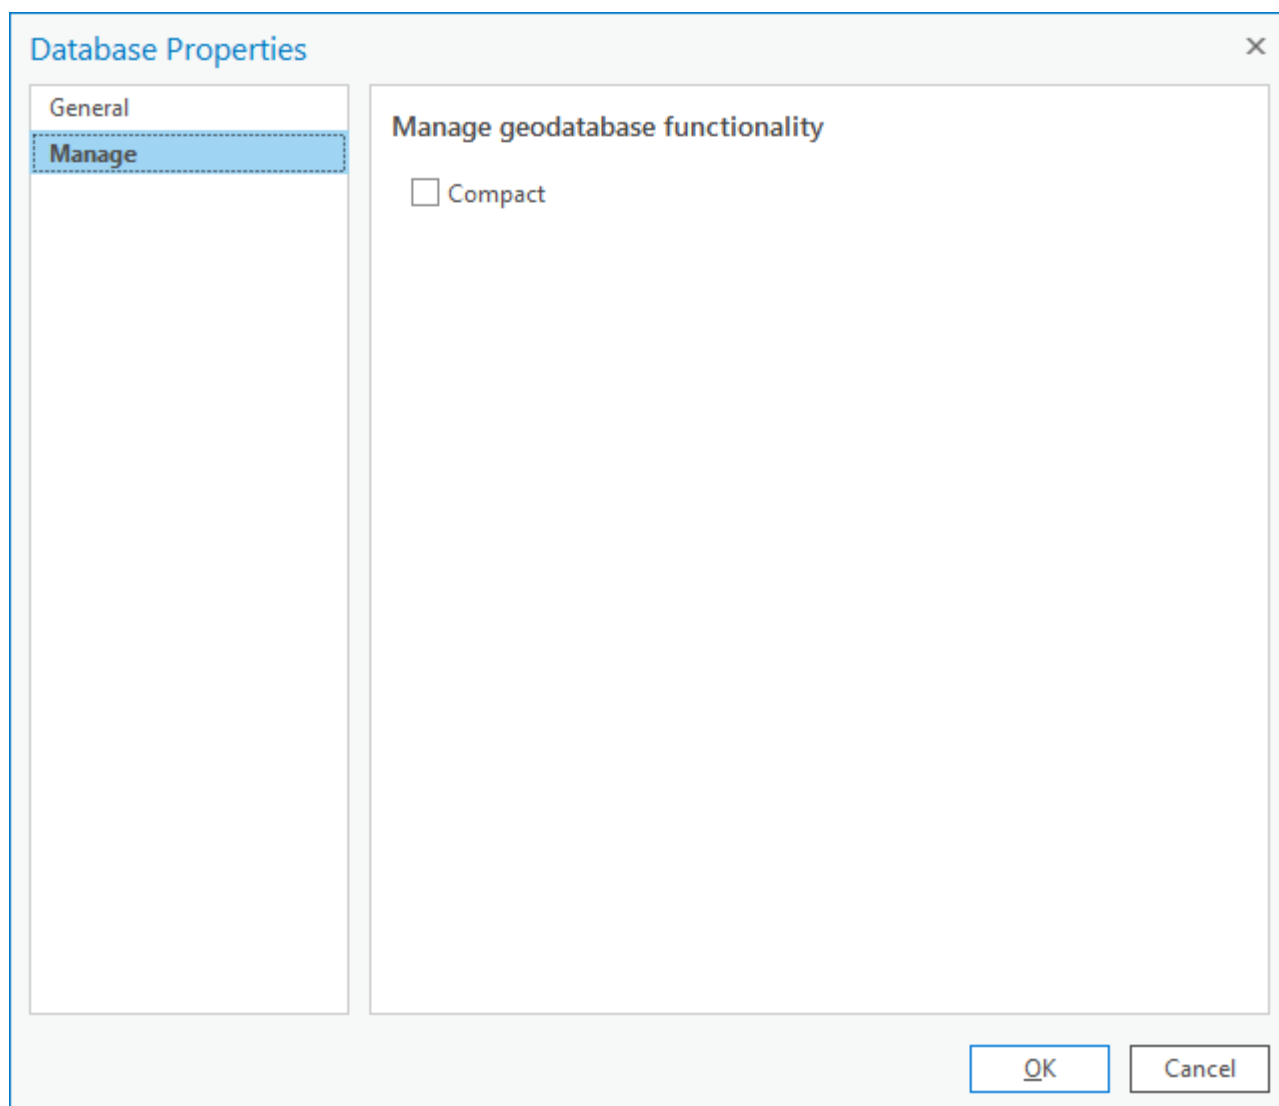 Database Properties
General
Manage
Manage geodatabase functionality
Compact
OK
Cancel